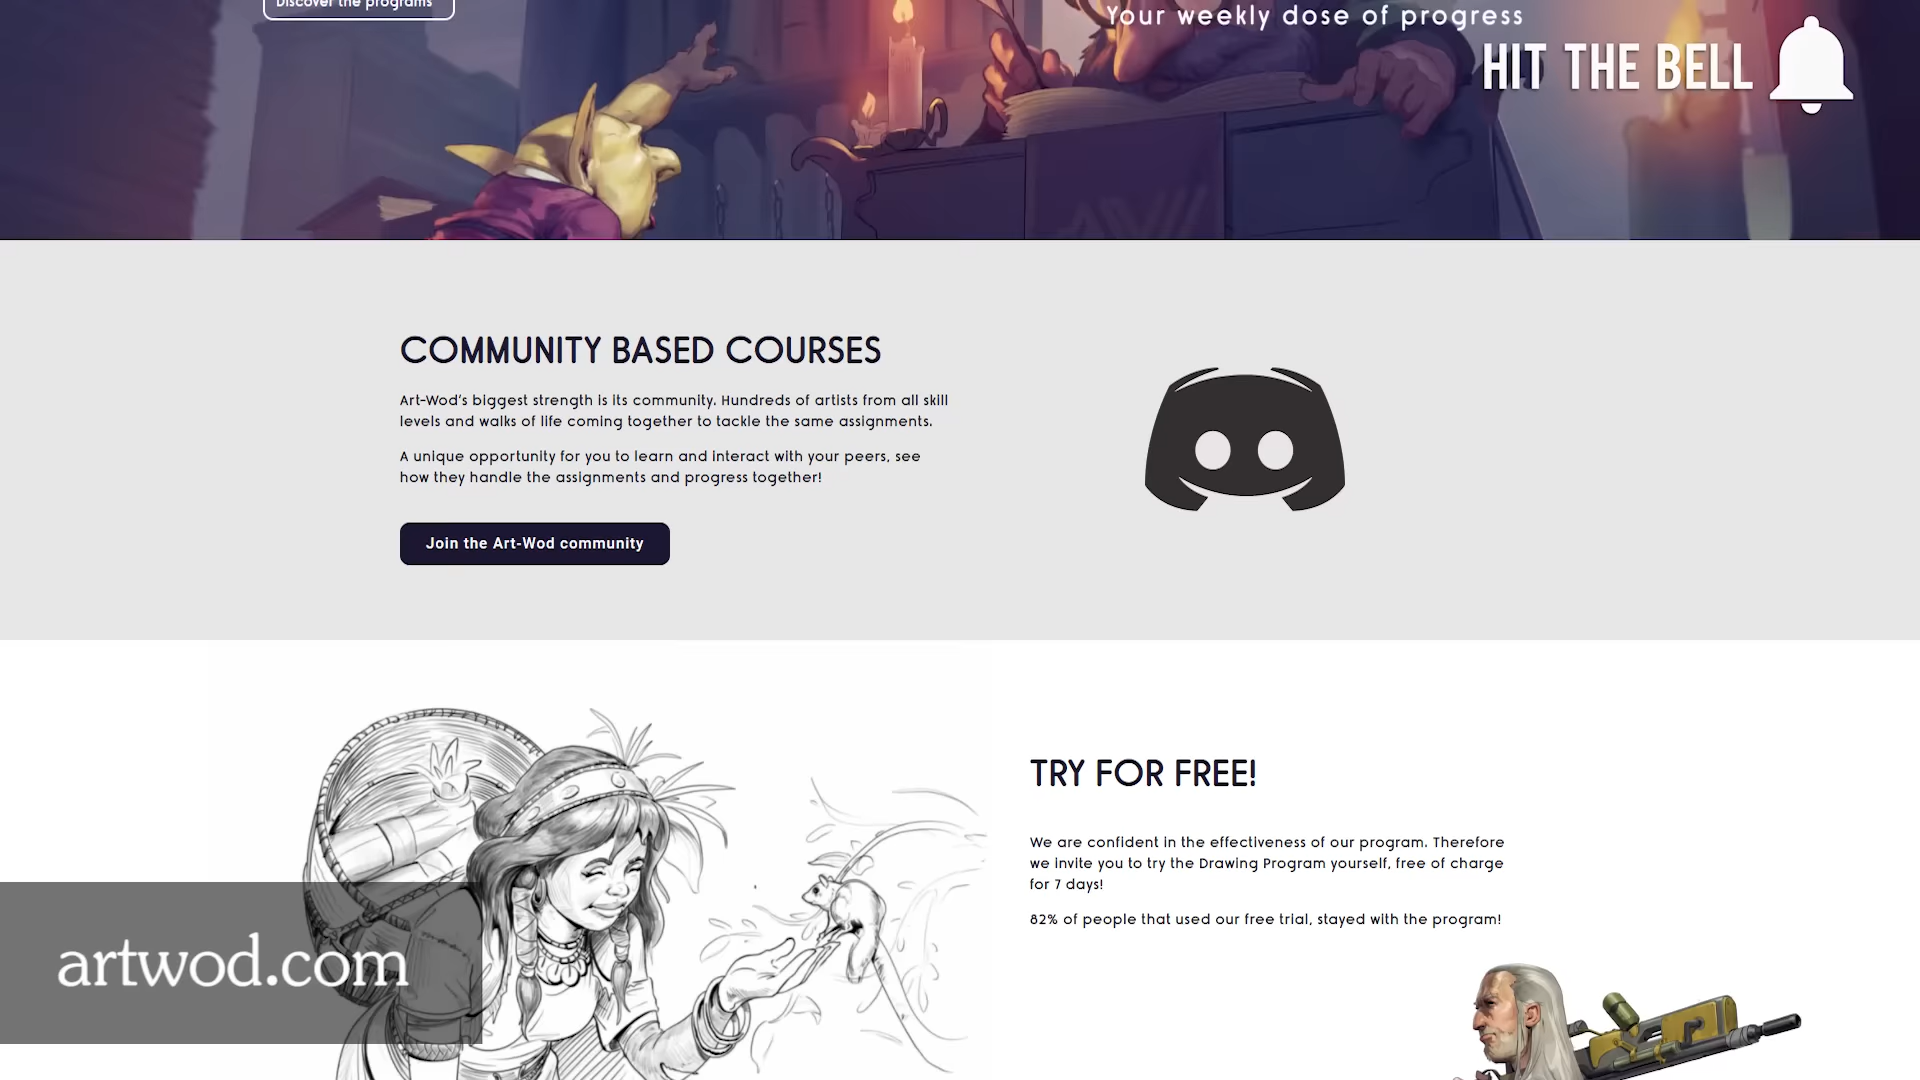 Discover the programs
Your weekly dose of progress
HIT THE BELL
COMMUNITY BASED COURSES
Art-Wod's biggest strength is its community. Hundreds of artists from all skill
levels and walks of life coming together to tackle the same assignments.
A unique opportunity for you to learn and interact with your peers, see
how they handle the assignments and progress together!
Join the Art-Wod community
TRY FOR FREE!
We are confident in the effectiveness of our program. Therefore
we invite you to try the Drawing Program yourself, free of charge
for 7 days!
82% of people that used our free trial, stayed with the program!
artwod.com